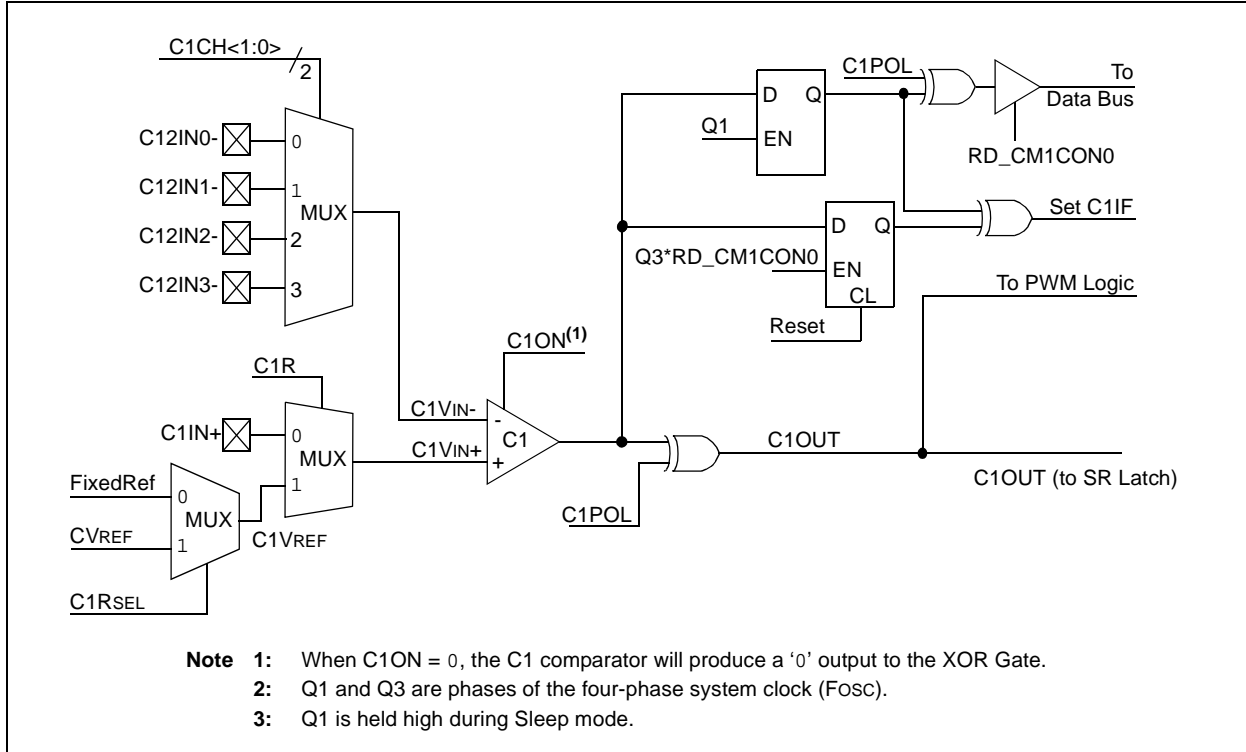 C1CH<1:0>
2
C12IN0-
0
C12IN1-
1
MUX
C12IN2-
2
C12IN3-
3
C1R
C1IN+
0
MUX
1
FixedRef
0
MUX
CVREF
1
C1VREF
C1RSEL
C1ON(1)
C1VIN-
-
C1
C1VIN+
+
D
Q
Q1
EN
C1POL
To
Data Bus
RD_CM1CON0
D
Q
Q3*RD_CM1CON0
EN
CL
Reset
Set C1IF
To PWM Logic
C1OUT
C1POL
C1OUT (to SR Latch)
Note 1: When C1ON = 0, the C1 comparator will produce a ‘0’ output to the XOR Gate.
2: Q1 and Q3 are phases of the four-phase system clock (FOSC).
3: Q1 is held high during Sleep mode.